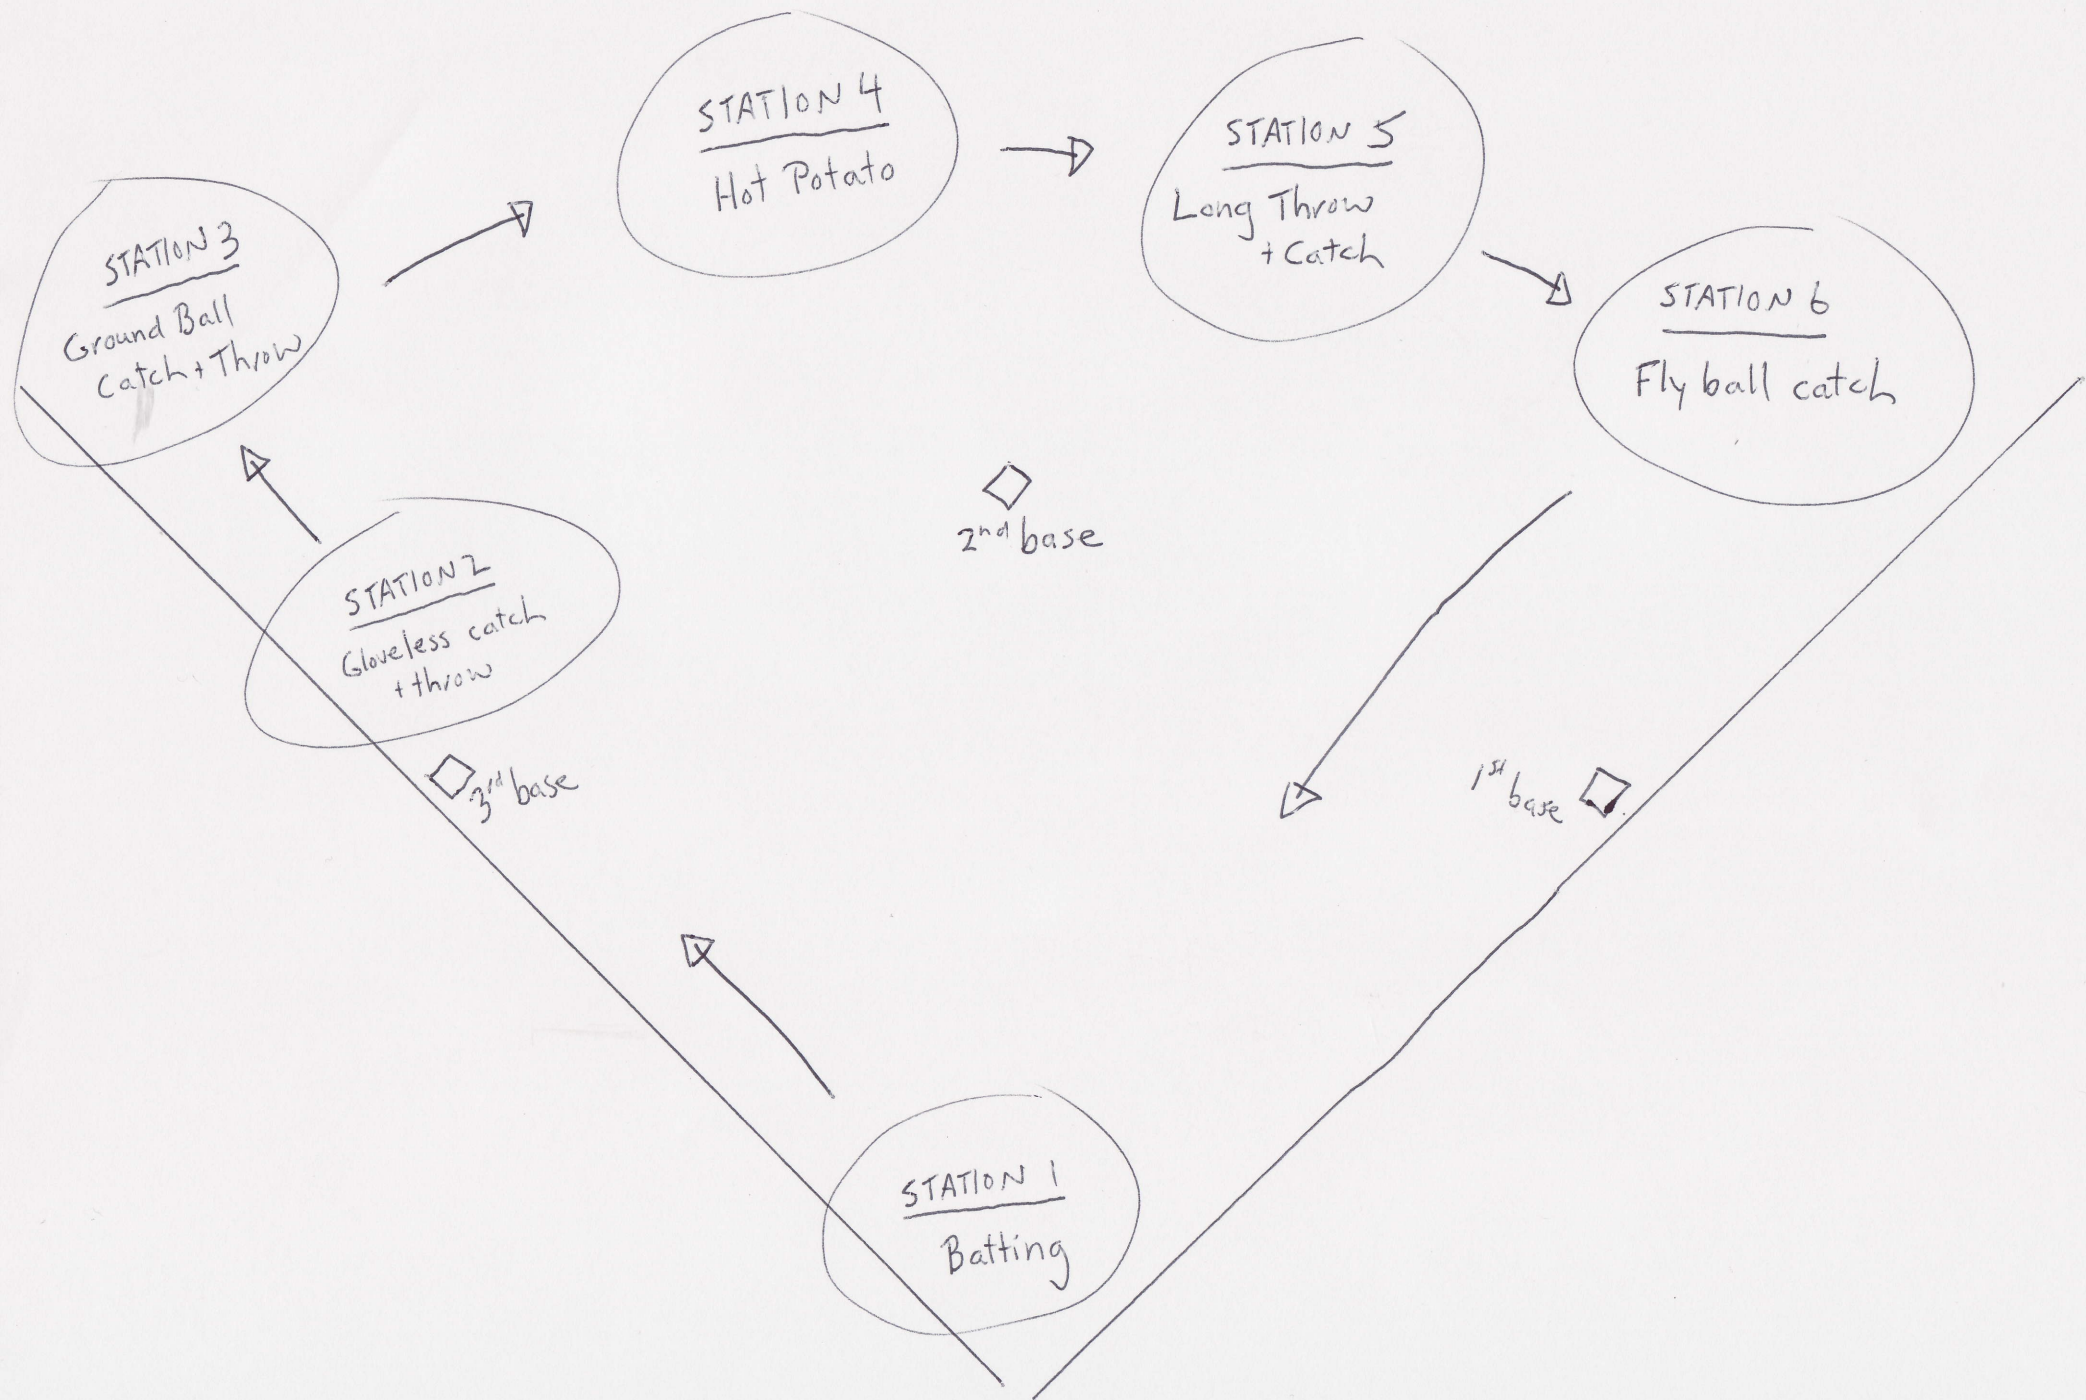 STATION 4
Hot Potato
STATION 5
Long Throw
+ Catch
STATION 3
Ground Ball
Catch + Throw
STATION 6
Fly ball catch
2nd base
STATION 2
Gloveless catch
+ throw
3rd base
1st
base
STATION 1
Batting